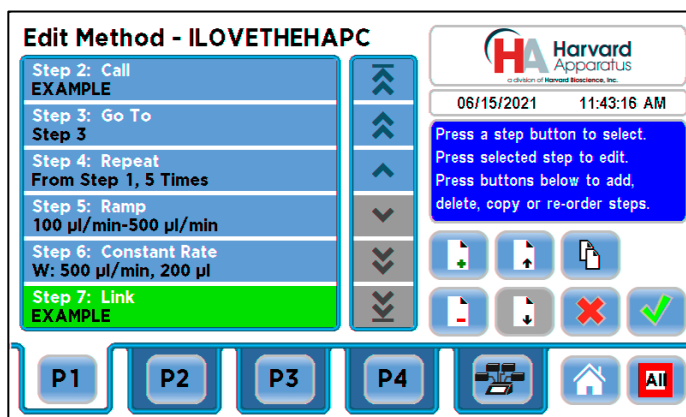 Edit Method - ILOVETHEHAPC
Step 2: Call
EXAMPLE
Step 3: Go To
Step 3
Step 4: Repeat
From Step 1, 5 Times
Step 5: Ramp
100 µl/min-500 µl/min
Step 6: Constant Rate
W: 500 µl/min, 200 µl
Step 7: Link
EXAMPLE
HA
Harvard
Apparatus
a division of Harvard Bioscience, Inc.
06/15/2021 11:43:16 AM
Press a step button to select.
Press selected step to edit.
Press buttons below to add,
delete, copy or re-order steps.
P1 P2 P3 P4 All